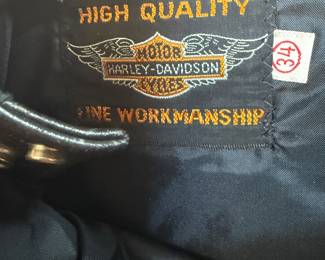 HIGH QUALITY
MOTOR
HARLEY-DAVIDSON
CYCLES
FINE WORKMANSHIP
34